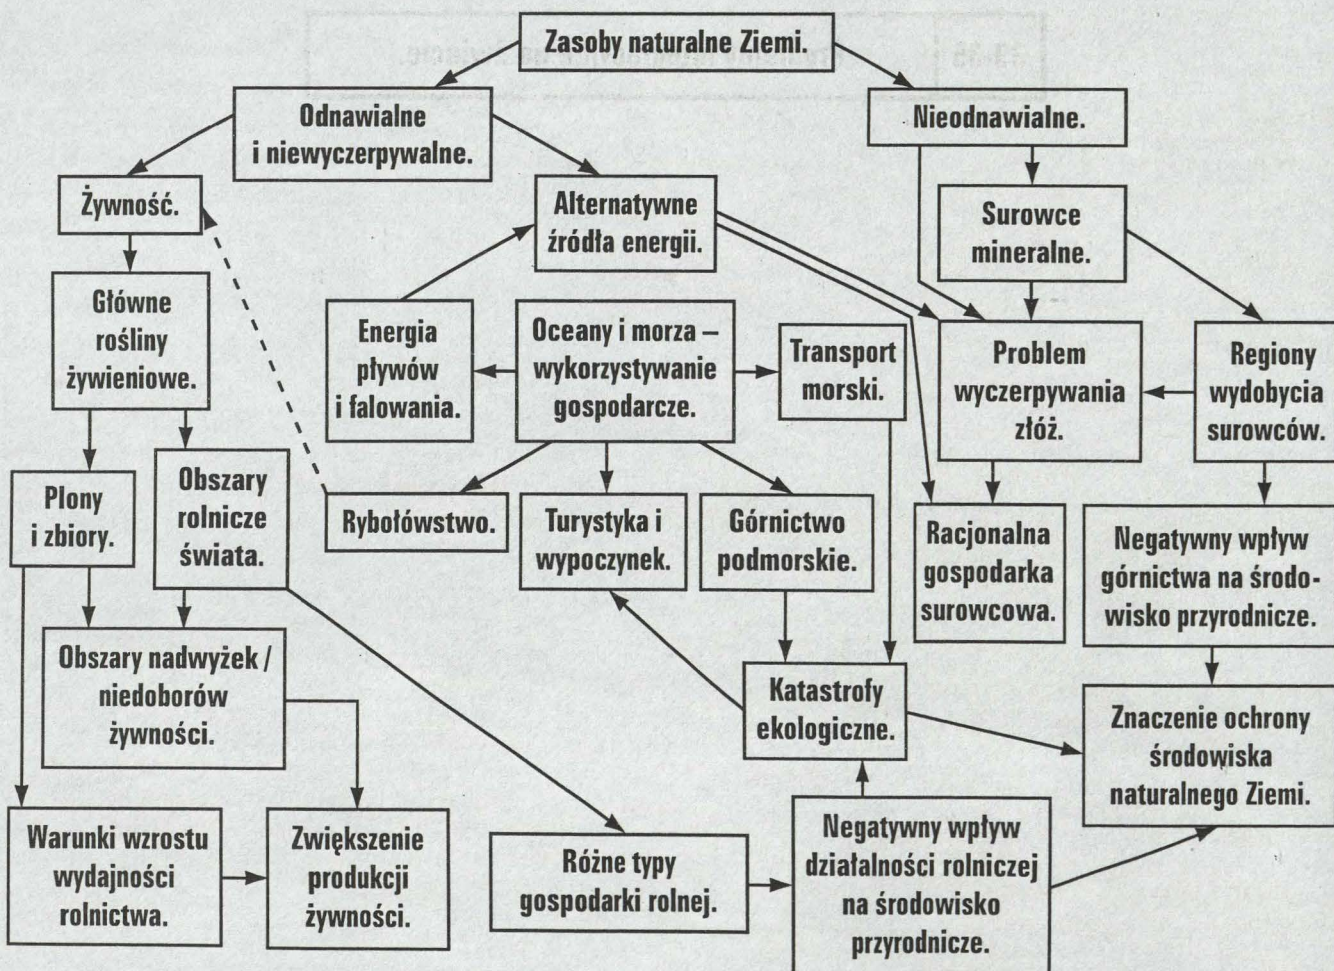 Zasoby naturalne Ziemi.
Odnawialne
i niewyczerpywalne.
Nieodnawialne.
Żywność.
Alternatywne
źródła energii.
Surowce
mineralne.
Główne
rośliny
żywieniowe.
Energia
pływów
i falowania.
Oceany i morza –
wykorzystywanie
gospodarcze.
Transport
morski.
Problem
wyczerpywania
złóż.
Regiony
wydobycia
surowców.
Plony
i zbiory.
Obszary
rolnicze
świata.
Rybołówstwo.
Turystyka i
wypoczynek.
Górnictwo
podmorskie.
Racjonalna
gospodarka
surowcowa.
Negatywny wpływ
górnictwa na środo-
wisko przyrodnicze.
Obszary nadwyżek /
niedoborów
żywności.
Katastrofy
ekologiczne.
Znaczenie ochrony
środowiska
naturalnego Ziemi.
Warunki wzrostu
wydajności
rolnictwa.
Zwiększenie
produkcji
żywności.
Różne typy
gospodarki rolnej.
Negatywny wpływ
działalności rolniczej
na środowisko
przyrodnicze.